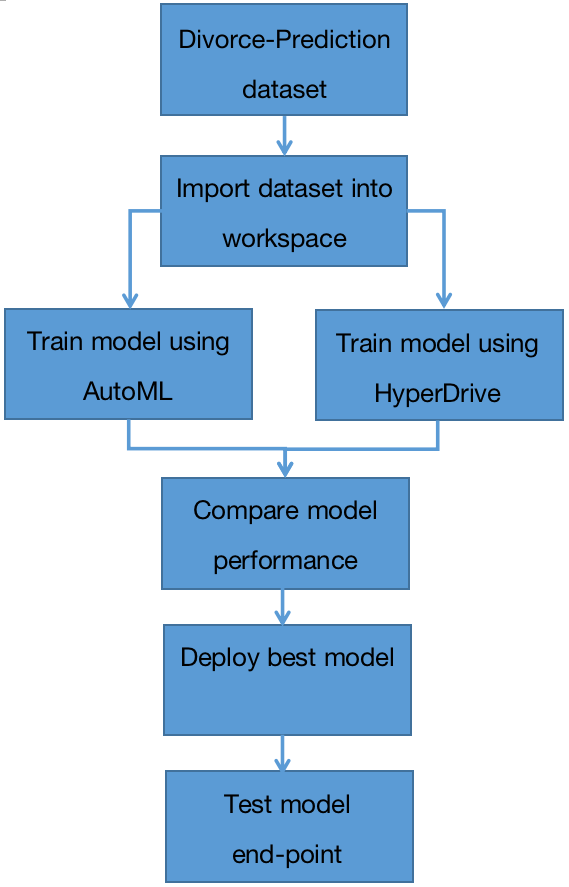 Divorce-Prediction
dataset
Import dataset into
workspace
Train model using
AutoML
Train model using
HyperDrive
Compare model
performance
Deploy best model
Test model
end-point